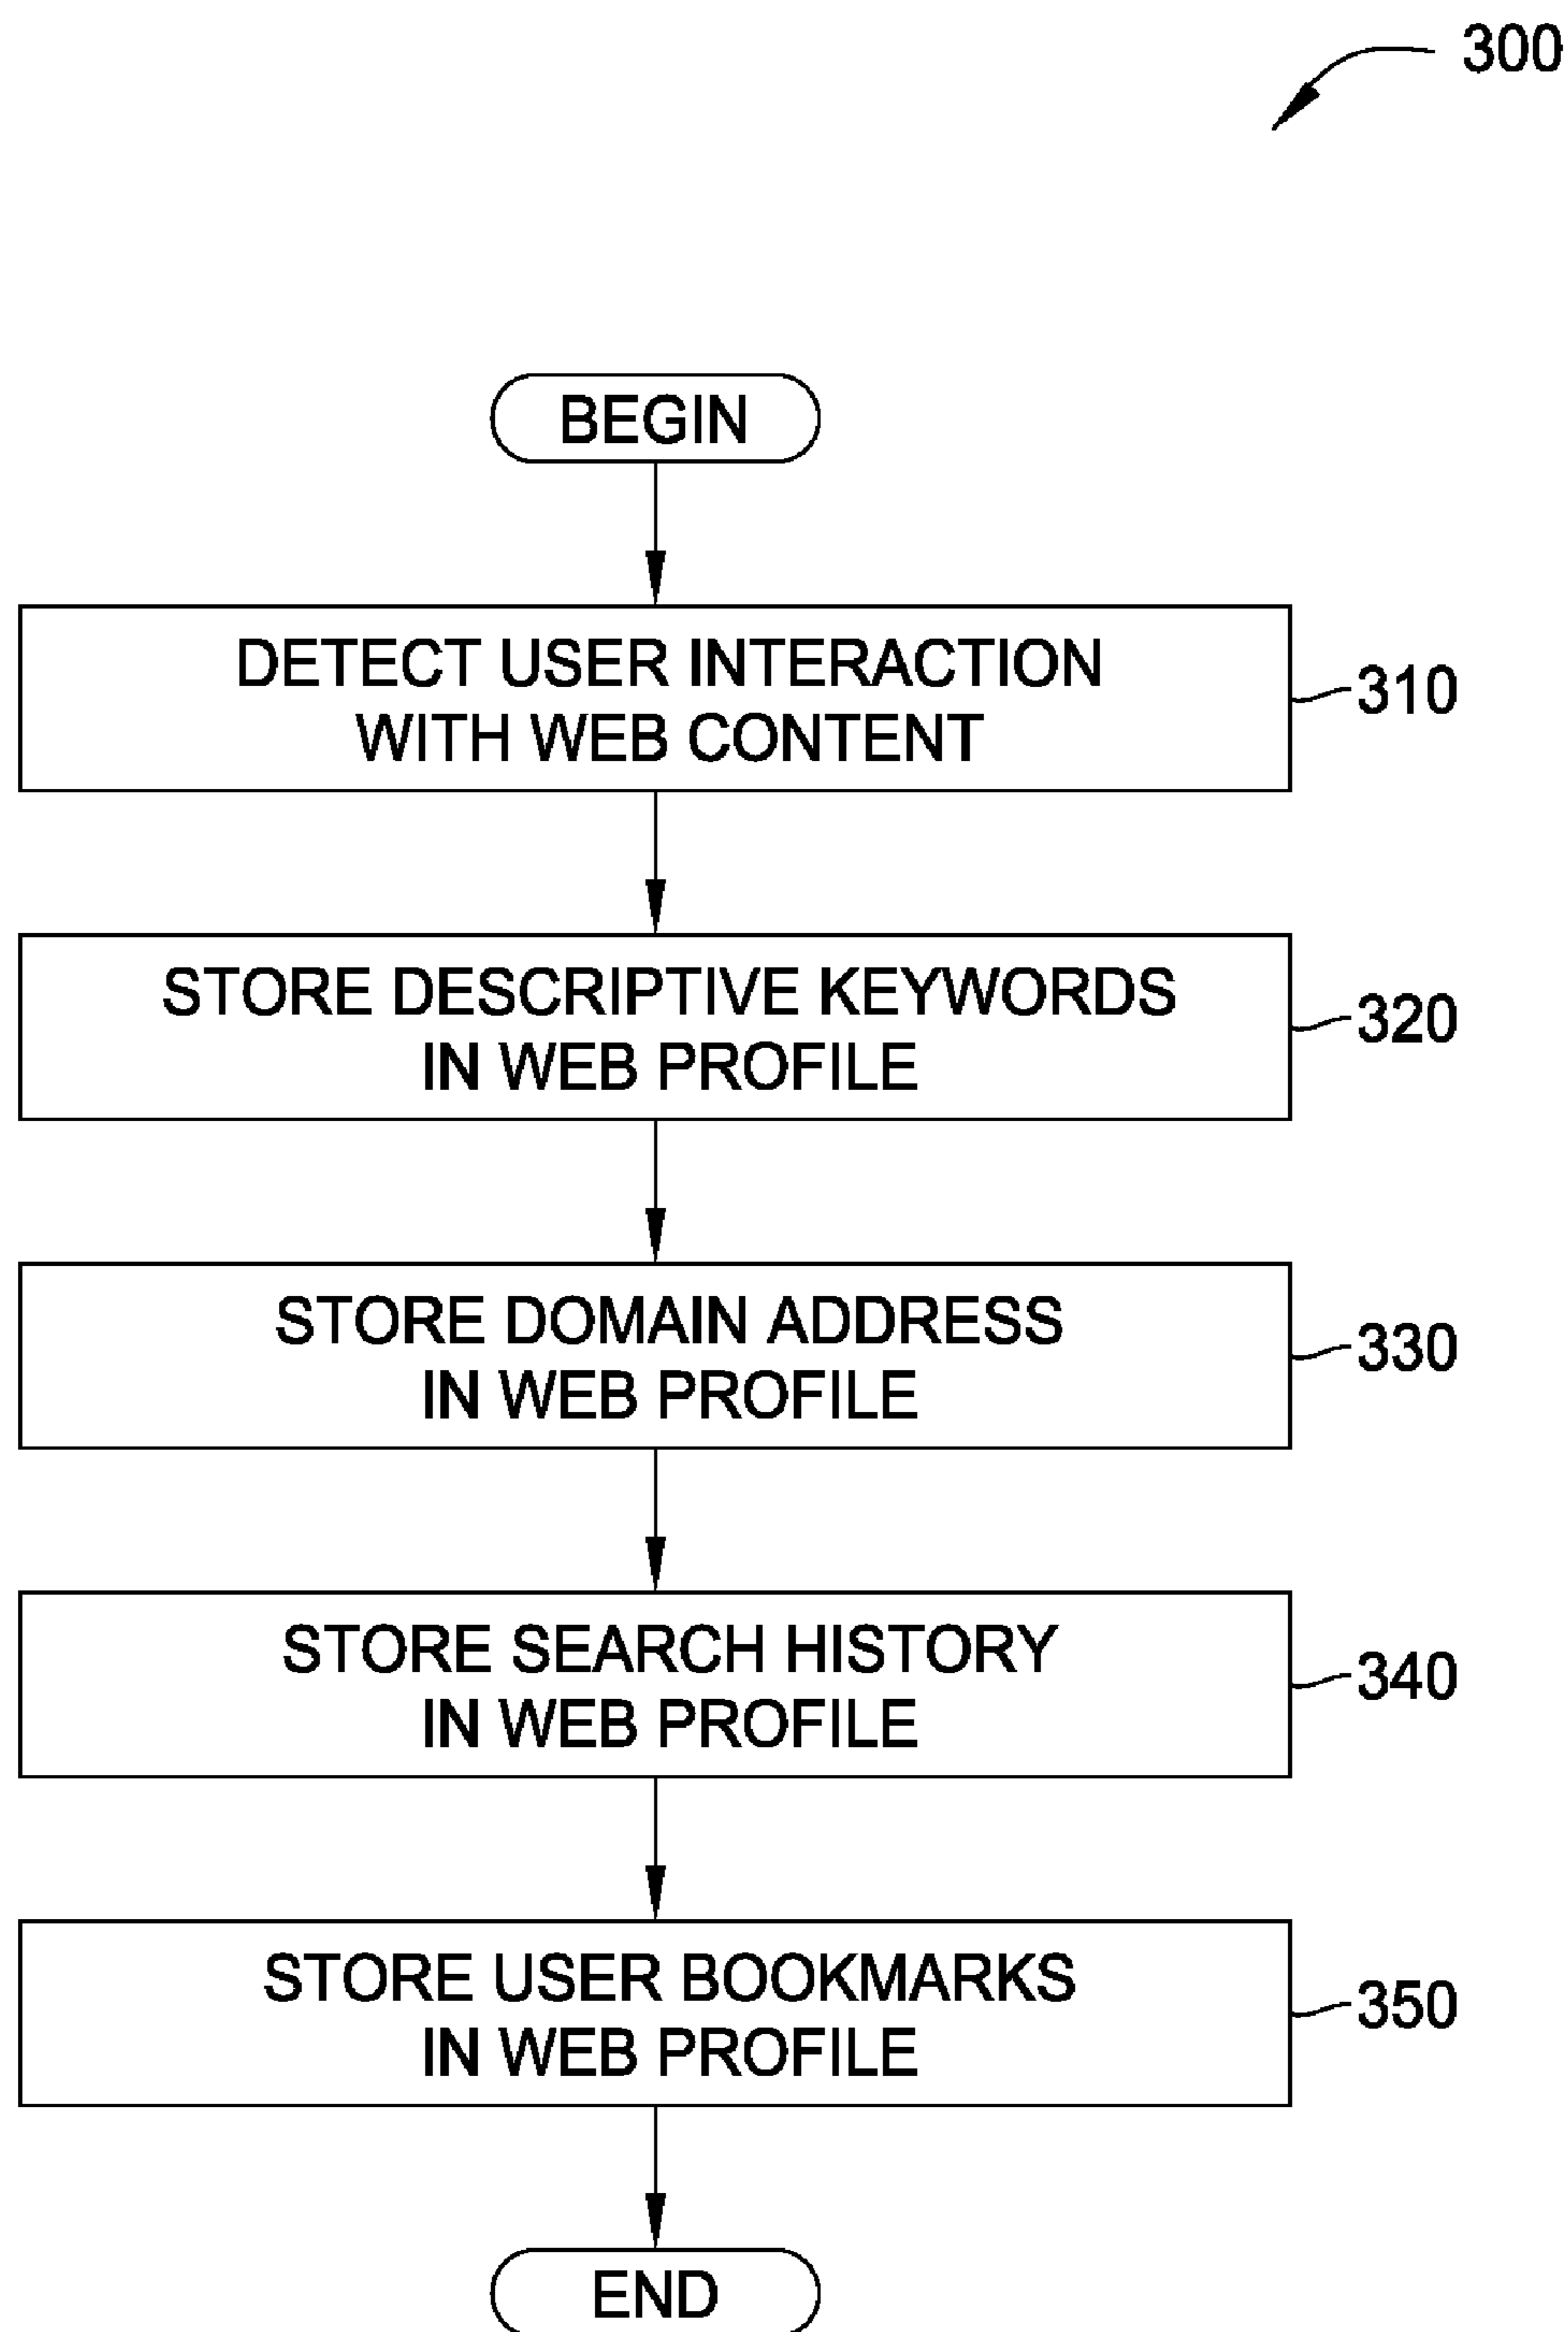 300
BEGIN
DETECT USER INTERACTION
WITH WEB CONTENT
310
STORE DESCRIPTIVE KEYWORDS
IN WEB PROFILE
320
STORE DOMAIN ADDRESS
IN WEB PROFILE
330
STORE SEARCH HISTORY
IN WEB PROFILE
340
STORE USER BOOKMARKS
IN WEB PROFILE
350
END